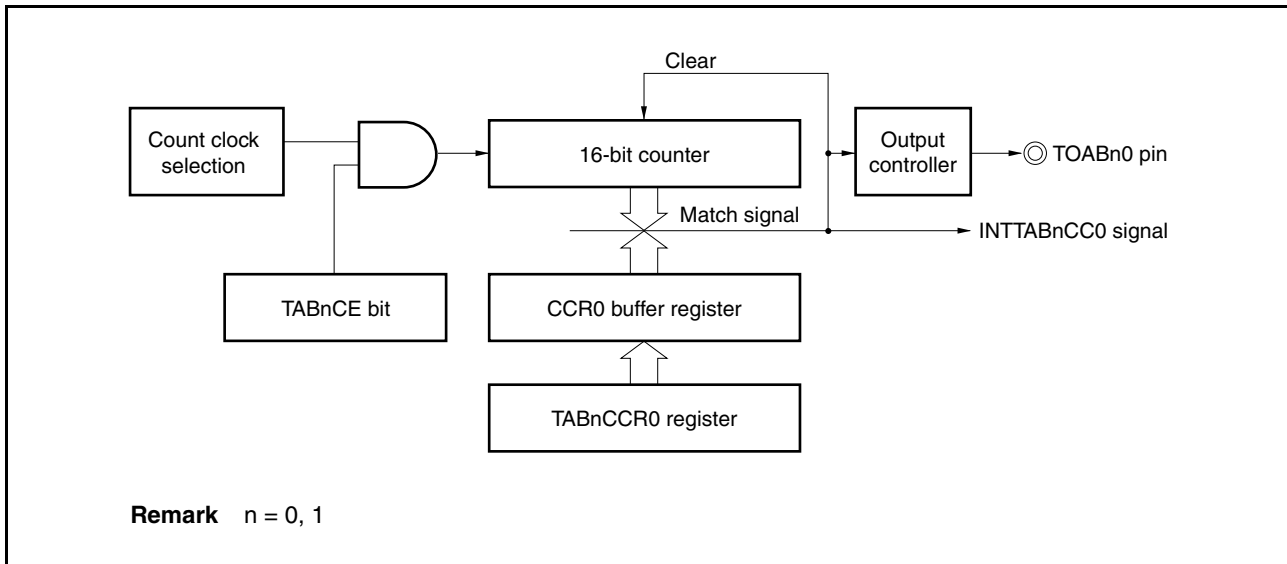 Clear
Count clock
selection
16-bit counter
Output
controller
TOABn0 pin
Match signal
INTTABnCC0 signal
TABnCE bit
CCR0 buffer register
TABnCCR0 register
Remark n = 0, 1